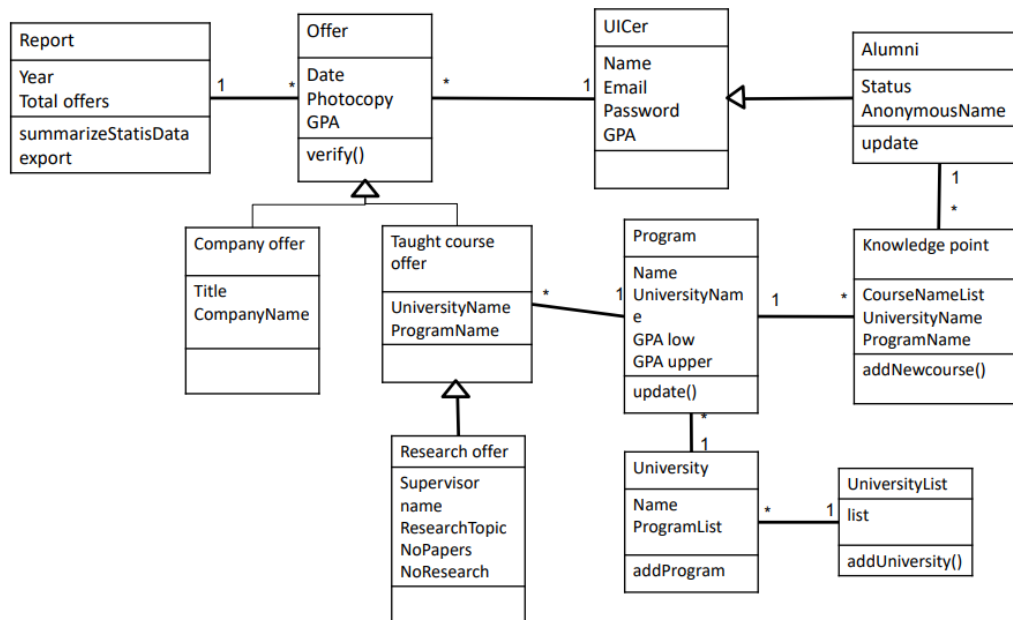 Report
Year
Total offers
summarizeStatisData
export
1
*
Offer
Date
Photocopy
GPA
verify()
*
1
UICer
Name
Email
Password
GPA
Alumni
Status
AnonymousName
update
1
*
Company offer
Title
CompanyName
Taught course
offer
UniversityName
ProgramName
*
1
Program
Name
UniversityNam
e
GPA low
GPA upper
update()
1
*
Knowledge point
CourseNameList
UniversityName
ProgramName
addNewcourse()
*
1
Research offer
Supervisor
name
ResearchTopic
NoPapers
NoResearch
University
Name
ProgramList
addProgram
*
1
UniversityList
list
addUniversity()